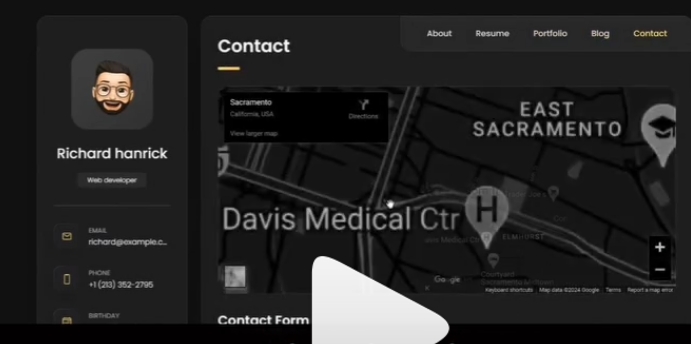 About Resume Portfolio Blog Contact
Contact
Richard hanrick
Web developer
EMAIL
richard@example.c...
PHONE
+1 (213) 352-2795
BIRTHDAY
Sacramento
California, USA
Directions
View larger map
EAST
SACRAMENTO
Davis Medical Ctr
H
ELMHURST
+
−
Google
Keyboard shortcuts Map data ©2024 Google Terms Report a map error
Contact Form